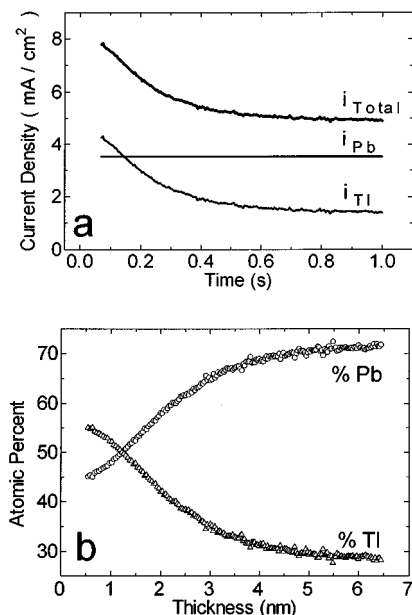 Current Density ( mA / cm² )
8
6
4
2
0
i Total
i Pb
i Tl
a
0.0 0.2 0.4 0.6 0.8 1.0
Time (s)
Atomic Percent
70
60
50
40
30
% Pb
% Tl
b
0 1 2 3 4 5 6 7
Thickness (nm)